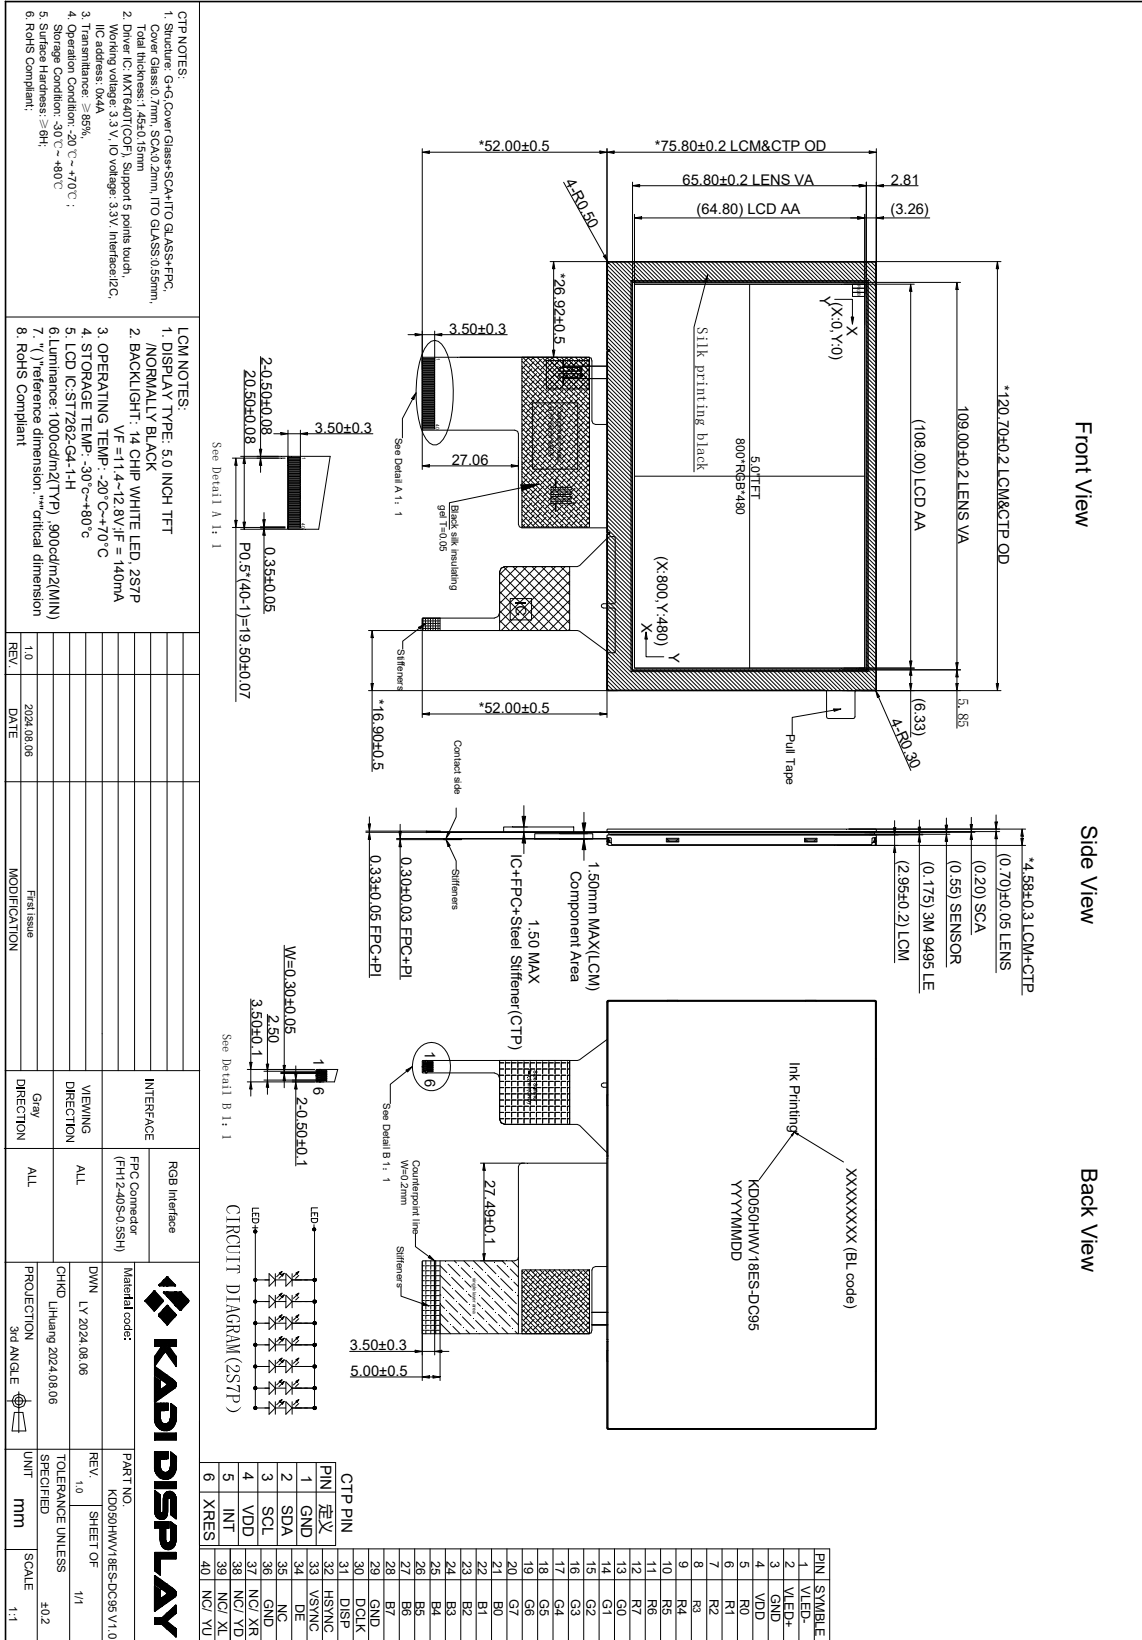 Front View
Side View
Back View
*120.70±0.2 LCM&CTP OD
109.00±0.2 LENS VA
(108.00) LCD AA
5.85
(6.33)
4-R0.30
Pull Tape
*75.80±0.2 LCM&CTP OD
65.80±0.2 LENS VA
(64.80) LCD AA
2.81
(3.26)
*52.00±0.5
4-R0.50
X
Y
(X:0,Y:0)
5.0"TFT
800*RGB*480
Silk printing black
(X:800,Y:480)
Y
X
*26.92±0.5
3.50±0.3
27.06
See Detail A 1: 1
Black silk insulating
gel T=0.05
IC
Stiffeners
*16.90±0.5
*52.00±0.5
3.50±0.3
2-0.50±0.08
20.50±0.08
0.35±0.05
P0.5*(40-1)=19.50±0.07
See Detail A 1: 1
*4.58±0.3 LCM+CTP
(0.70)±0.05 LENS
(0.20) SCA
(0.55) SENSOR
(0.175) 3M 9495 LE
(2.95±0.2) LCM
1.50mm MAX(LCM)
Component Area
1.50 MAX
IC+FPC+Steel Stiffener(CTP)
Contact side
Stiffeners
0.30±0.03 FPC+PI
0.33±0.05 FPC+PI
Ink Printing
XXXXXXXX (BL code)
KD050HWV18ES-DC95
YYYYMMDD
1
6
See Detail B 1: 1
27.49±0.1
Counterpoint line
W=0.2mm
Stiffeners
3.50±0.3
5.00±0.5
W=0.30±0.05
2.50
3.50±0.1
1
6
2-0.50±0.1
See Detail B 1: 1
LED-
LED+
CIRCUIT DIAGRAM(2S7P)
CTP PIN
PIN 定义
1 GND
2 SDA
3 SCL
4 VDD
5 INT
6 XRES
PIN SYMBLE
1 VLED-
2 VLED+
3 GND
4 VDD
5 R0
6 R1
7 R2
8 R3
9 R4
10 R5
11 R6
12 R7
13 G0
14 G1
15 G2
16 G3
17 G4
18 G5
19 G6
20 G7
21 B0
22 B1
23 B2
24 B3
25 B4
26 B5
27 B6
28 B7
29 GND
30 DCLK
31 DISP
32 HSYNC
33 VSYNC
34 DE
35 NC
36 GND
37 NC/ XR
38 NC/ YD
39 NC/ XL
40 NC/ YU
CTP NOTES:
1. Structure: G+G,Cover Glass+SCA+ITO GLASS+FPC,
Cover Glass:0.7mm, SCA:0.2mm, ITO GLASS:0.55mm,
Total thickness:1.45±0.15mm
2. Driver IC: MXT640T(COF), Support 5 points touch,
Working voltage: 3.3 V, IO voltage: 3.3V. Interface:I2C,
IIC address: 0x4A
3. Transmittance: ≥85%,
4. Operation Condition: -20℃ ~ +70℃ ;
Storage Condition: -30℃ ~ +80℃
5. Surface Hardness: ≥6H;
6. RoHS Compliant;
LCM NOTES:
1. DISPLAY TYPE: 5.0 INCH TFT
/NORMALLY BLACK
2. BACKLIGHT: 14 CHIP WHITE LED, 2S7P
VF =11.4~12.8V;IF = 140mA
3. OPERATING TEMP: -20°C~+70°C
4. STORAGE TEMP: -30°c~+80°c
5. LCD IC:ST7262-G4-1-H
6.Luminance:1000cd/m2(TYP) ,900cd/m2(MIN)
7. "( )"reference dimension, "*"critical dimension
8. RoHS Compliant
1.0 2024.08.06 First issue
REV. DATE MODIFICATION
INTERFACE
RGB Interface
FPC Connector
(FH12-40S-0.5SH)
VIEWING
DIRECTION
ALL
Gray
DIRECTION
ALL
KADI DISPLAY
Material code:
PART NO.
KD050HWV18ES-DC95 V1.0
DWN LY 2024.08.06
REV. 1.0
SHEET OF 1/1
CHKD LiHuang 2024.08.06
TOLERANCE UNLESS
SPECIFIED ±0.2
PROJECTION
3rd ANGLE
UNIT mm
SCALE 1:1